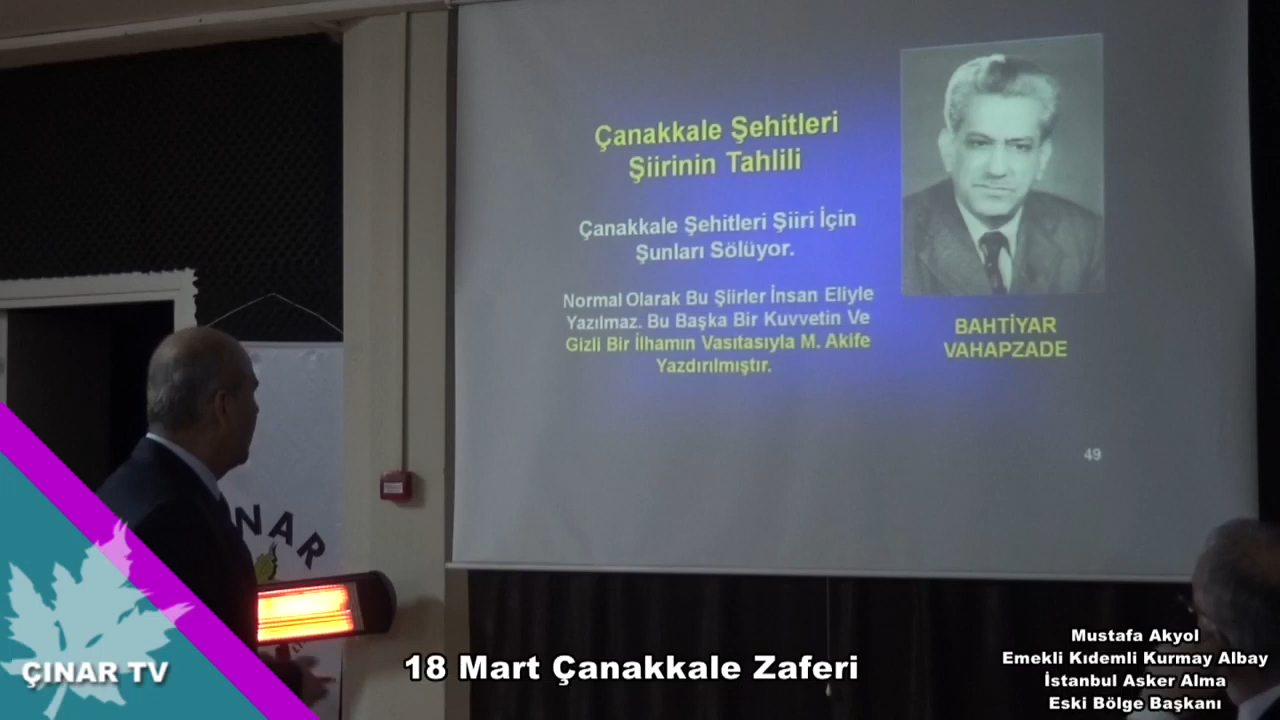 Çanakkale Şehitleri
Şiirinin Tahlili
Çanakkale Şehitleri Şiiri İçin
Şunları Sölüyor.
Normal Olarak Bu Şiirler İnsan Eliyle
Yazılmaz. Bu Başka Bir Kuvvetin Ve
Gizli Bir İlhamın Vasıtasıyla M. Akife
Yazdırılmıştır.
BAHTİYAR
VAHAPZADE
49
NAR
ÇINAR TV
18 Mart Çanakkale Zaferi
Mustafa Akyol
Emekli Kıdemli Kurmay Albay
İstanbul Asker Alma
Eski Bölge Başkanı